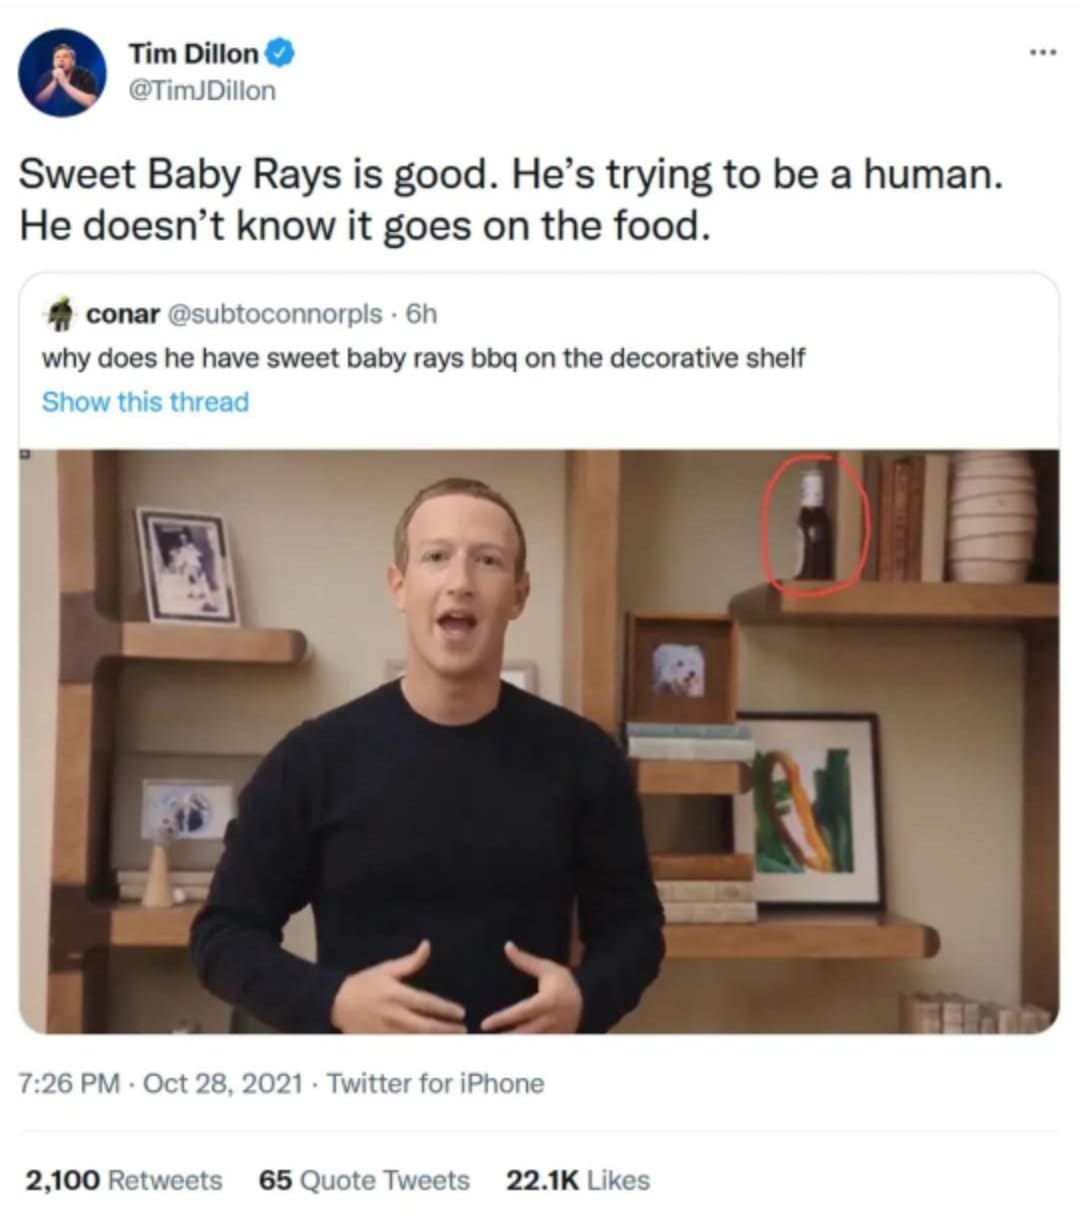 Tim Dillon
@TimJDillon
Sweet Baby Rays is good. He’s trying to be a human.
He doesn’t know it goes on the food.
conar @subtoconnorpls · 6h
why does he have sweet baby rays bbq on the decorative shelf
Show this thread
7:26 PM · Oct 28, 2021 · Twitter for iPhone
2,100 Retweets 65 Quote Tweets 22.1K Likes